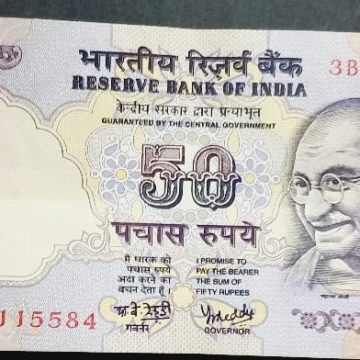 भारतीय रिज़र्व बैंक
RESERVE BANK OF INDIA
3B
केन्द्रीय सरकार द्वारा प्रत्याभूत
GUARANTEED BY THE CENTRAL GOVERNMENT
50
पचास रुपये
मैं धारक को
पचास रुपये
अदा करने का
वचन देता हूँ।
I PROMISE TO
PAY THE BEARER
THE SUM OF
FIFTY RUPEES
J 15584
गवर्नर
GOVERNOR